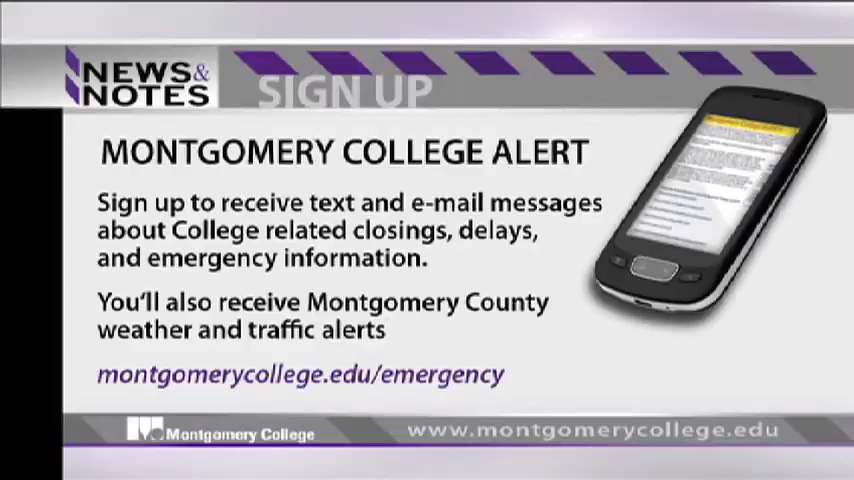 NEWS&
NOTES
SIGN UP
MONTGOMERY COLLEGE ALERT
Sign up to receive text and e-mail messages
about College related closings, delays,
and emergency information.
You'll also receive Montgomery County
weather and traffic alerts
montgomerycollege.edu/emergency
Montgomery College
www.montgomerycollege.edu